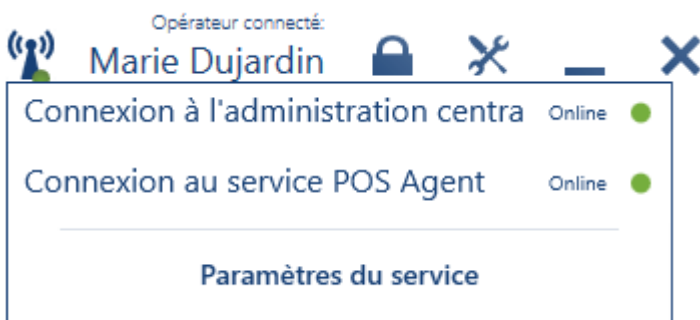 Opérateur connecté:
Marie Dujardin
Connexion à l'administration centra Online
Connexion au service POS Agent Online
Paramètres du service